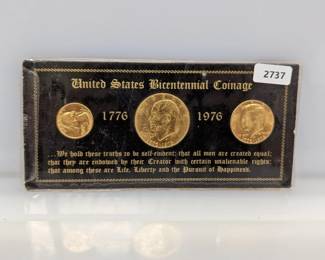 United States Bicentennial Coinage
2737
1776 1976
...We hold these truths to be self-evident; that all men are created equal;
that they are endowed by their Creator with certain unalienable rights;
that among these are Life, Liberty and the Pursuit of Happiness.